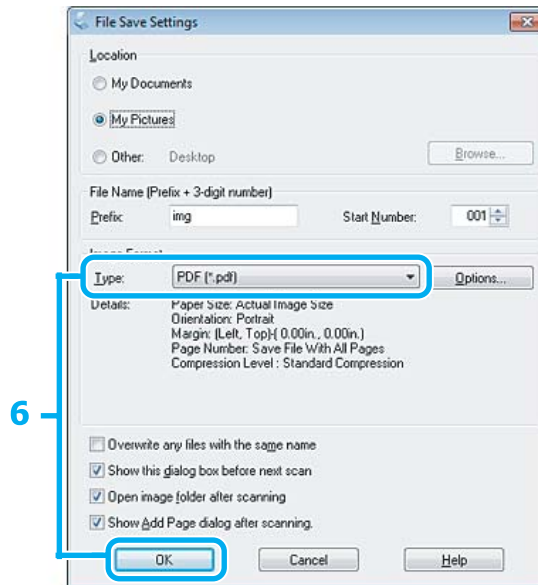 File Save Settings
Location
My Documents
My Pictures
Other: Desktop Browse...
File Name (Prefix + 3-digit number)
Prefix: img Start Number: 001
Image Format
Type: PDF (*.pdf) Options...
Details: Paper Size: Actual Image Size
Orientation: Portrait
Margin: (Left, Top)-( 0.00in., 0.00in.)
Page Number: Save File With All Pages
Compression Level : Standard Compression
6
Overwrite any files with the same name
Show this dialog box before next scan
Open image folder after scanning
Show Add Page dialog after scanning.
OK Cancel Help